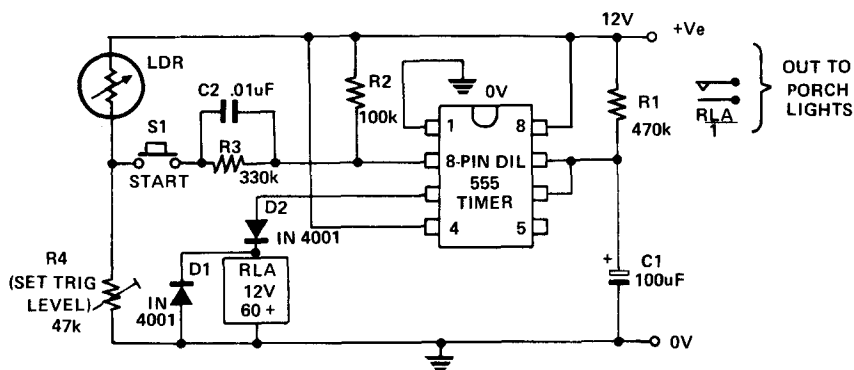 12V
+Ve
LDR
C2 .01uF
R2
100k
0V
R1
470k
OUT TO
PORCH
LIGHTS
RLA
1
S1
START
R3
330k
1
8
8-PIN DIL
555
TIMER
4
5
D2
IN 4001
R4
(SET TRIG
LEVEL)
47k
D1
IN
4001
RLA
12V
60 +
+
C1
100uF
0V